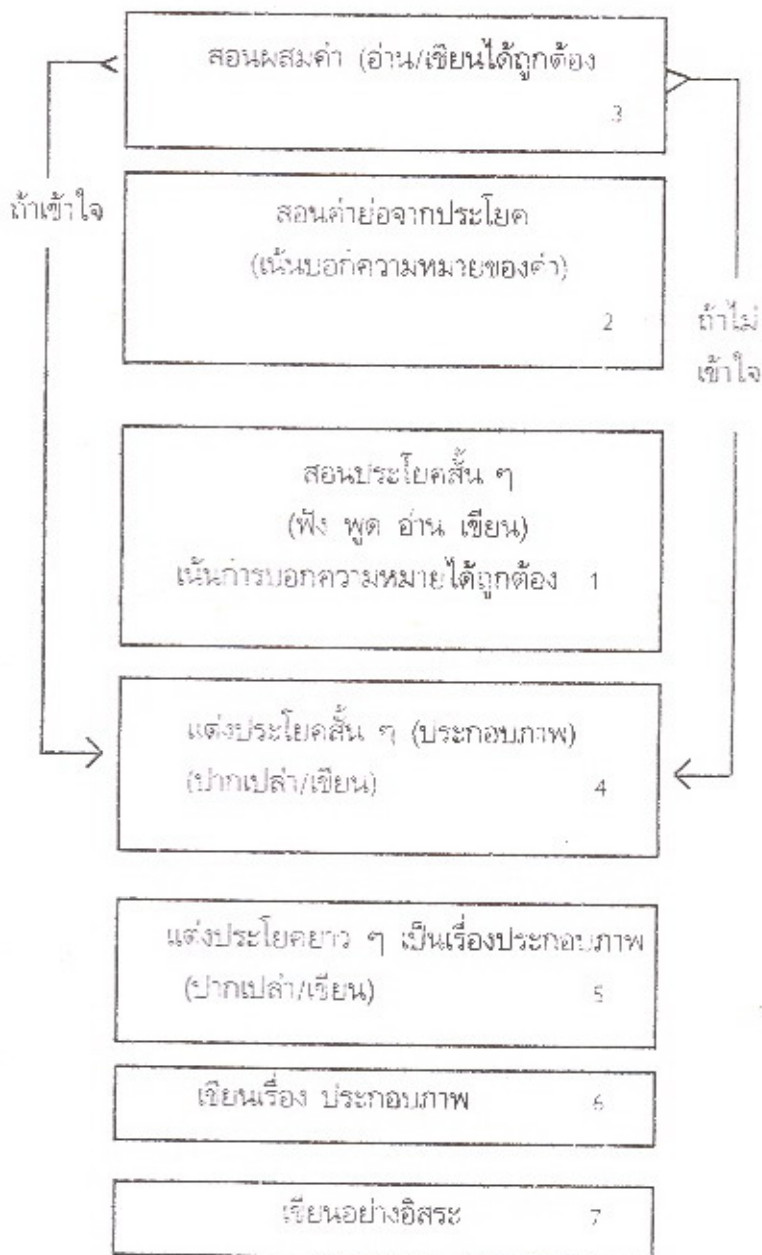 สอนผสมคำ (อ่าน/เขียนได้ถูกต้อง
3
ถ้าเข้าใจ
สอนคำย่อจากประโยค
(เน้นบอกความหมายของคำ)
2
ถ้าไม่
เข้าใจ
สอนประโยคสั้น ๆ
(ฟัง พูด อ่าน เขียน)
เน้นการบอกความหมายได้ถูกต้อง 1
แต่งประโยคสั้น ๆ (ประกอบภาพ)
(ปากเปล่า/เขียน) 4
แต่งประโยคยาว ๆ เป็นเรื่องประกอบภาพ
(ปากเปล่า/เขียน) 5
เขียนเรื่อง ประกอบภาพ 6
เขียนอย่างอิสระ 7